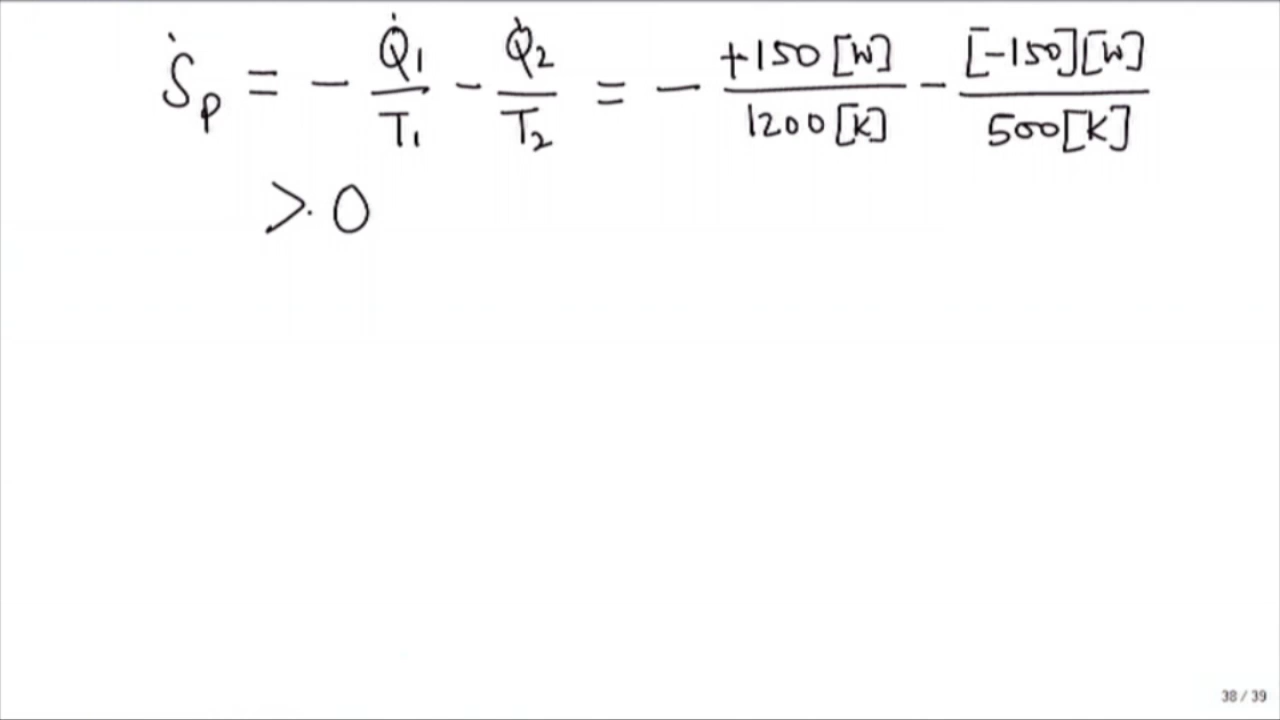 Ṡp = - Q̇1/T1 - Q̇2/T2 = - +150 [W]/1200 [K] - [-150][W]/500[K]
> 0
38 / 39